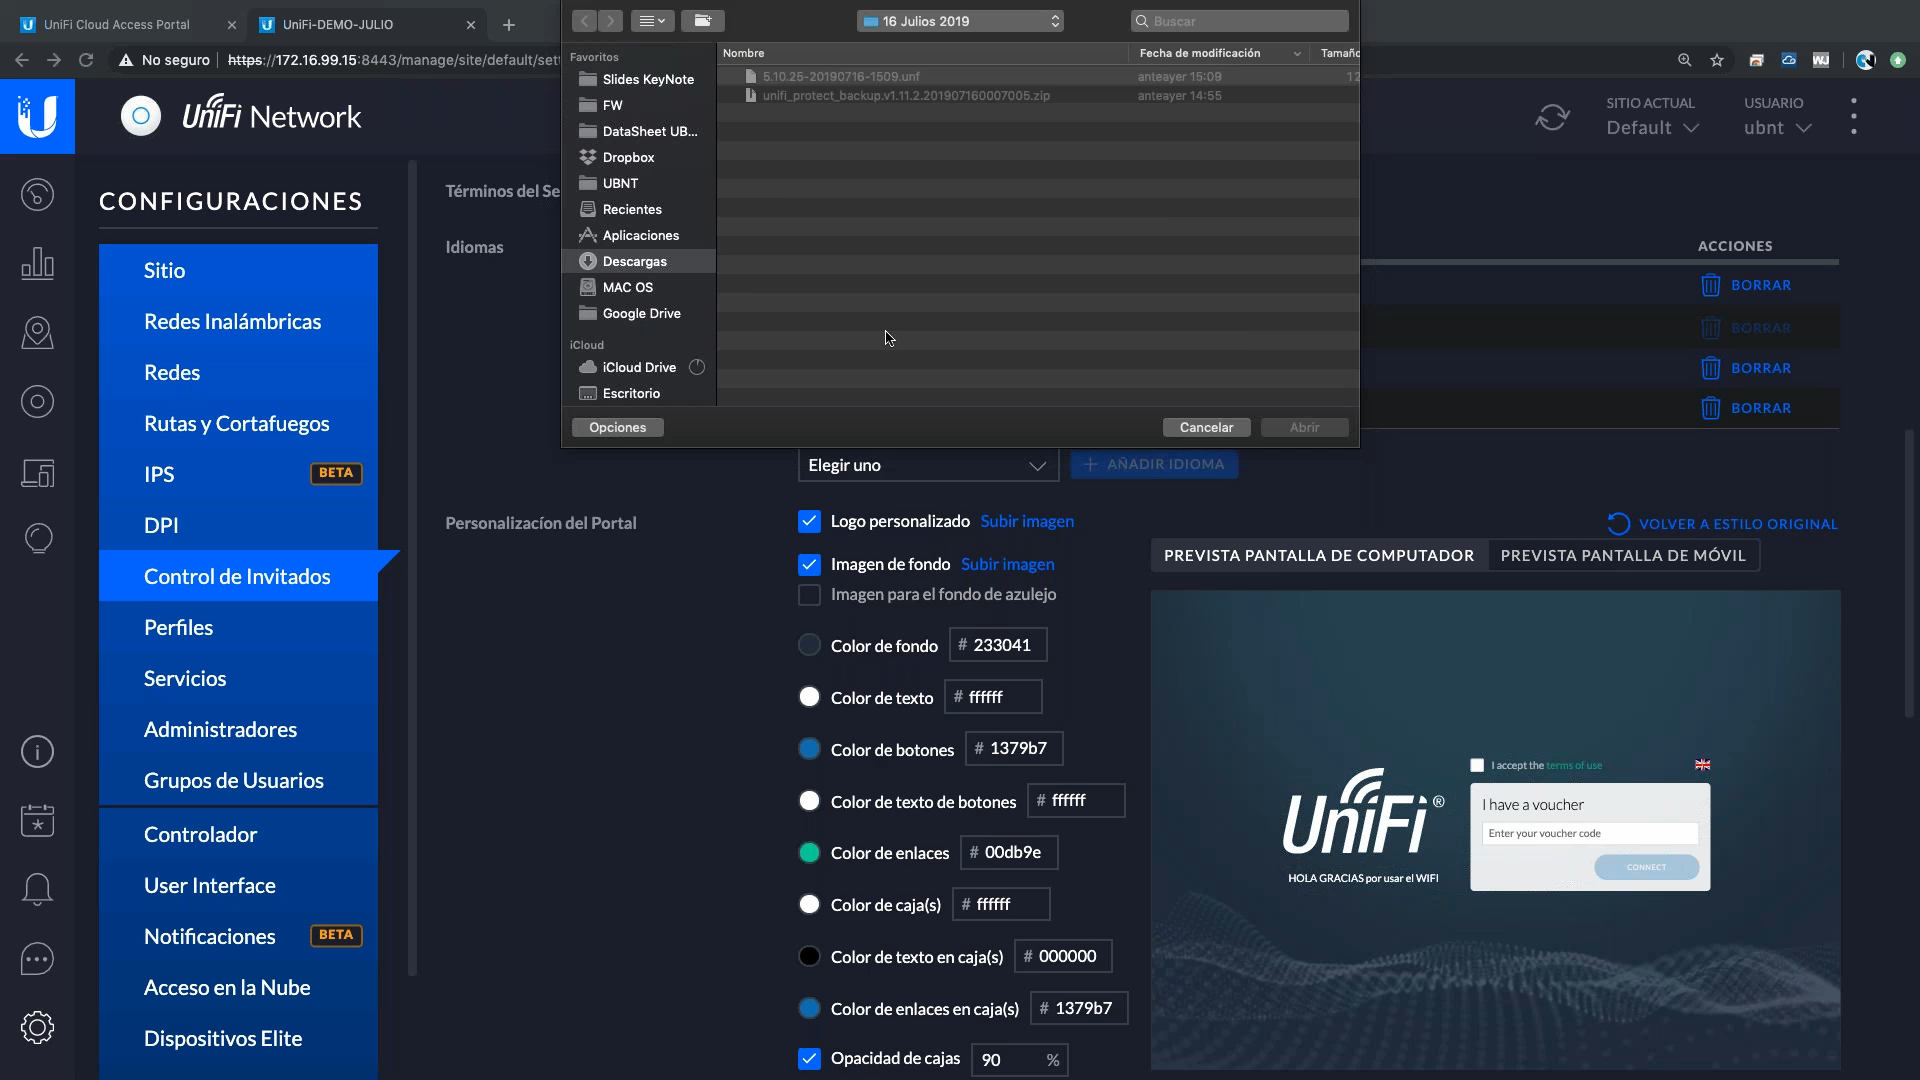 UniFi Cloud Access Portal
UniFi-DEMO-JULIO
16 Julios 2019
Buscar
No seguro
https://172.16.99.15:8443/manage/site/default/set
Favoritos
Slides KeyNote
FW
DataSheet UB...
Dropbox
UBNT
Recientes
Aplicaciones
Descargas
MAC OS
Google Drive
iCloud
iCloud Drive
Escritorio
Nombre
Fecha de modificación
Tamaño
5.10.25-20190716-1509.unf
anteayer 15:09
12
unifi_protect_backup.v1.11.2.201907160007005.zip
anteayer 14:55
Opciones
Cancelar
Abrir
UniFi Network
SITIO ACTUAL
Default
USUARIO
ubnt
CONFIGURACIONES
Sitio
Redes Inalámbricas
Redes
Rutas y Cortafuegos
IPS
BETA
DPI
Control de Invitados
Perfiles
Servicios
Administradores
Grupos de Usuarios
Controlador
User Interface
Notificaciones
BETA
Acceso en la Nube
Dispositivos Elite
Términos del Se
Idiomas
ACCIONES
BORRAR
BORRAR
BORRAR
BORRAR
Elegir uno
AÑADIR IDIOMA
Personalizacíon del Portal
Logo personalizado Subir imagen
Imagen de fondo Subir imagen
Imagen para el fondo de azulejo
Color de fondo # 233041
Color de texto # ffffff
Color de botones # 1379b7
Color de texto de botones # ffffff
Color de enlaces # 00db9e
Color de caja(s) # ffffff
Color de texto en caja(s) # 000000
Color de enlaces en caja(s) # 1379b7
Opacidad de cajas 90 %
VOLVER A ESTILO ORIGINAL
PREVISTA PANTALLA DE COMPUTADOR
PREVISTA PANTALLA DE MÓVIL
UniFi®
HOLA GRACIAS por usar el WIFI
I accept the terms of use
I have a voucher
Enter your voucher code
CONNECT